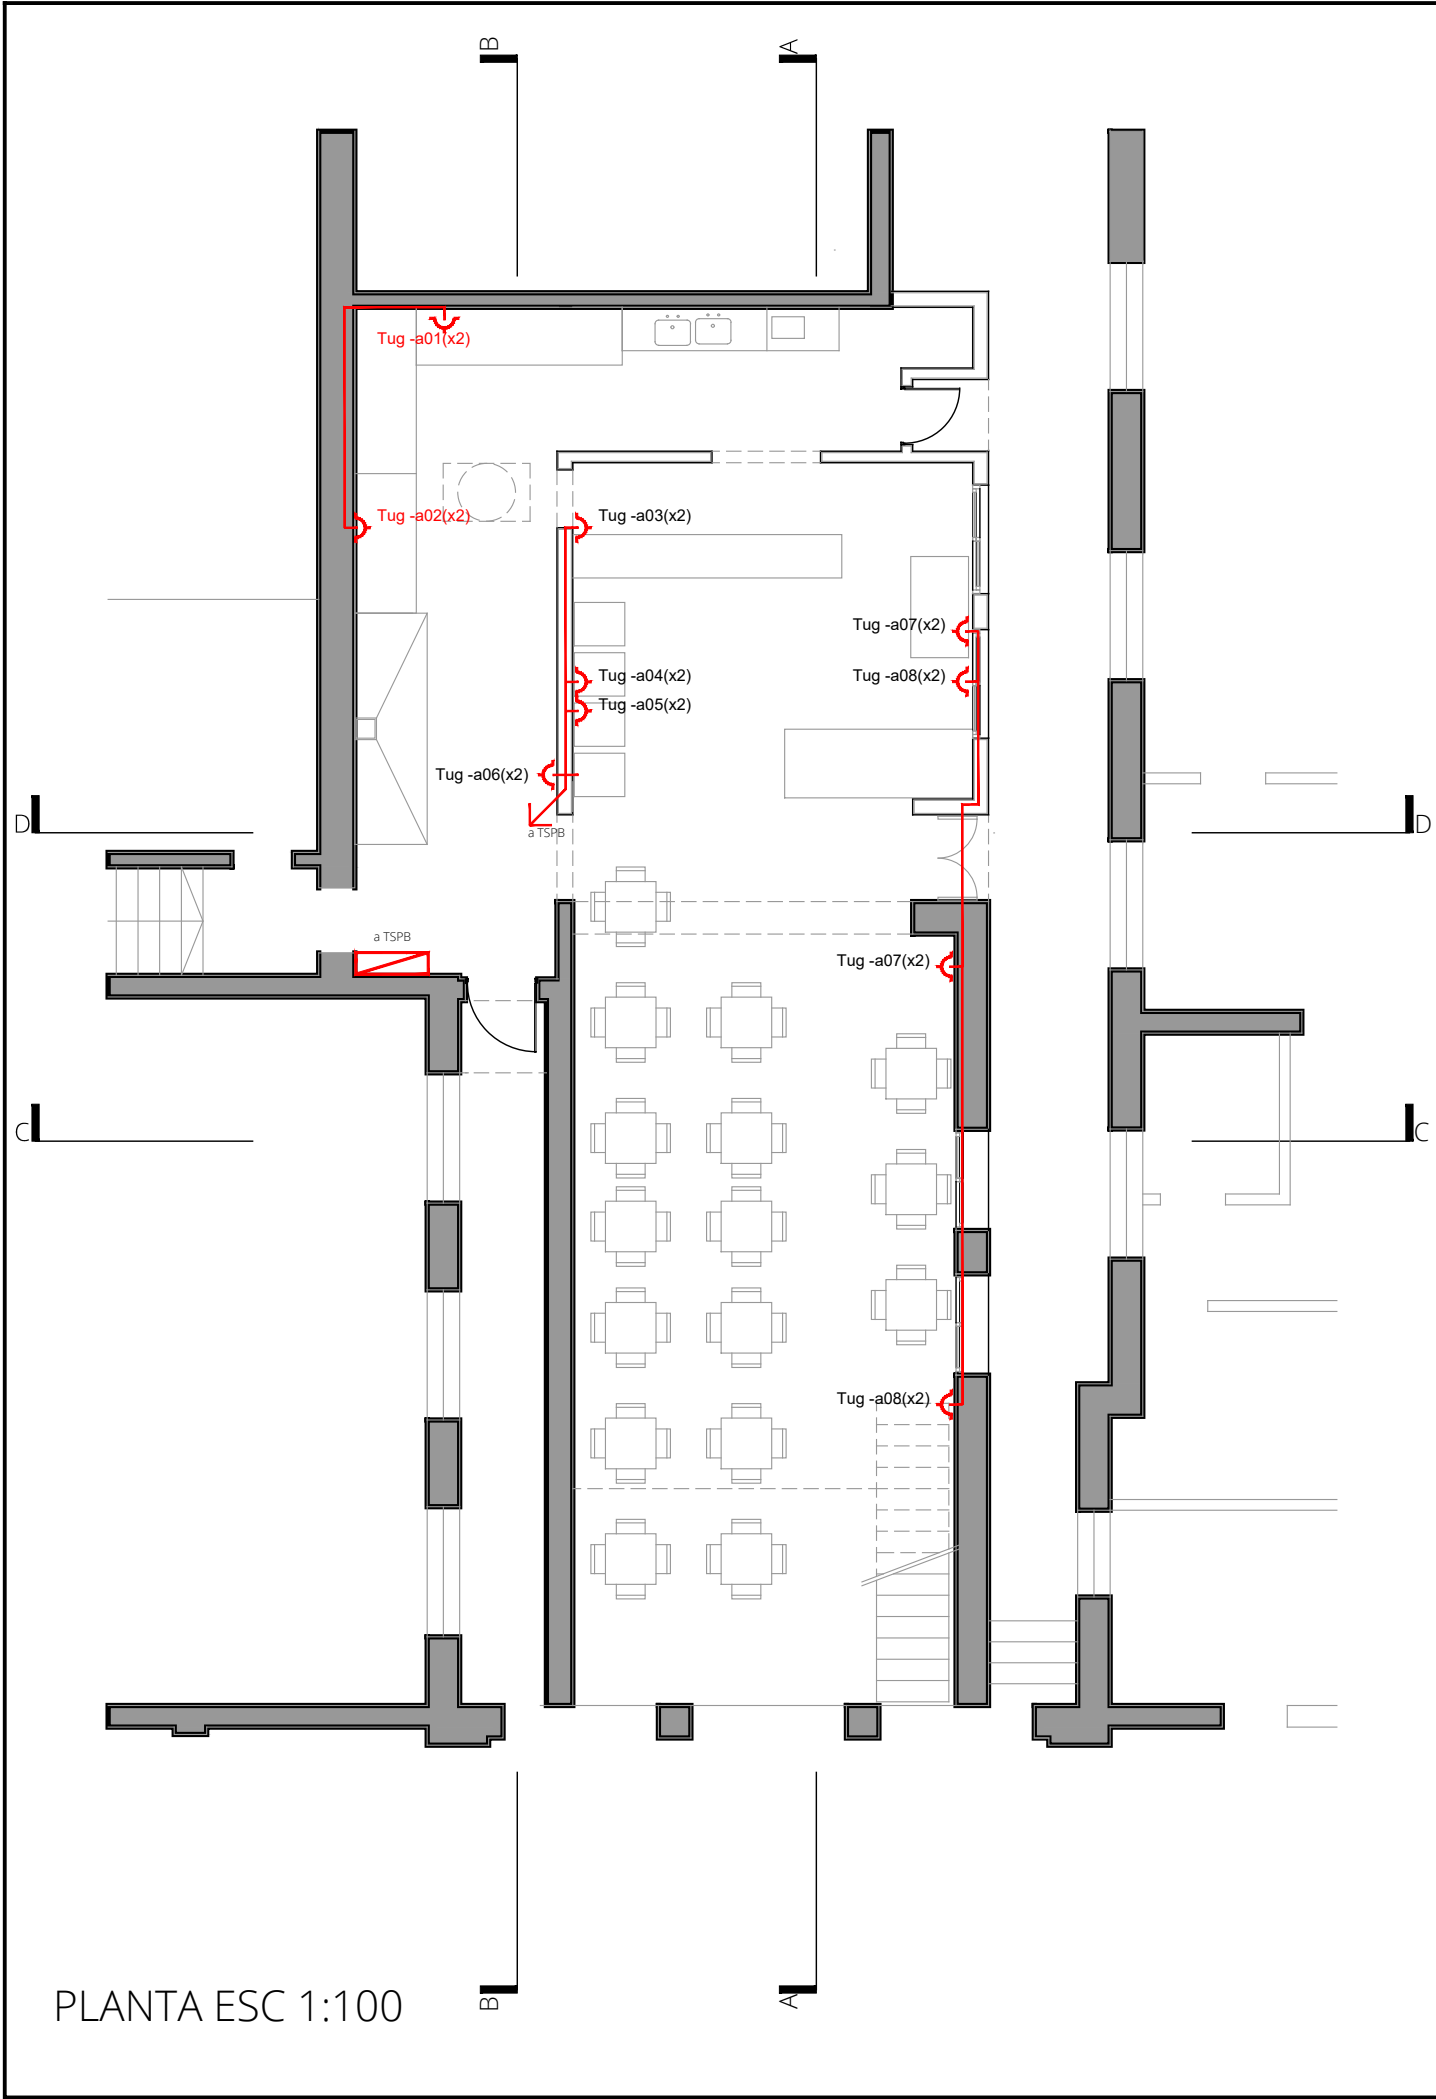 B
A
Tug -a01(x2)
Tug -a02(x2)
Tug -a03(x2)
Tug -a07(x2)
Tug -a04(x2)
Tug -a08(x2)
Tug -a05(x2)
Tug -a06(x2)
D
a TSPB
D
a TSPB
Tug -a07(x2)
C
C
Tug -a08(x2)
B
A
PLANTA ESC 1:100